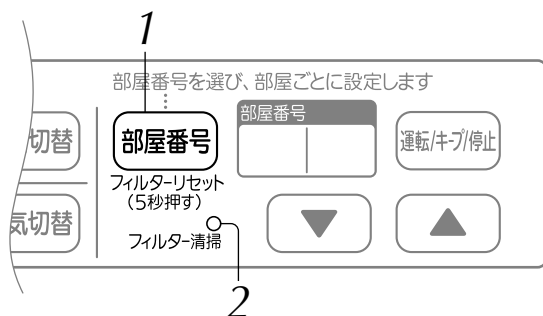 1
部屋番号を選び、部屋ごとに設定します
切替
部屋番号
部屋番号
運転/キープ/停止
フィルターリセット
(5秒押す)
気切替
フィルター清掃
▼
▲
2